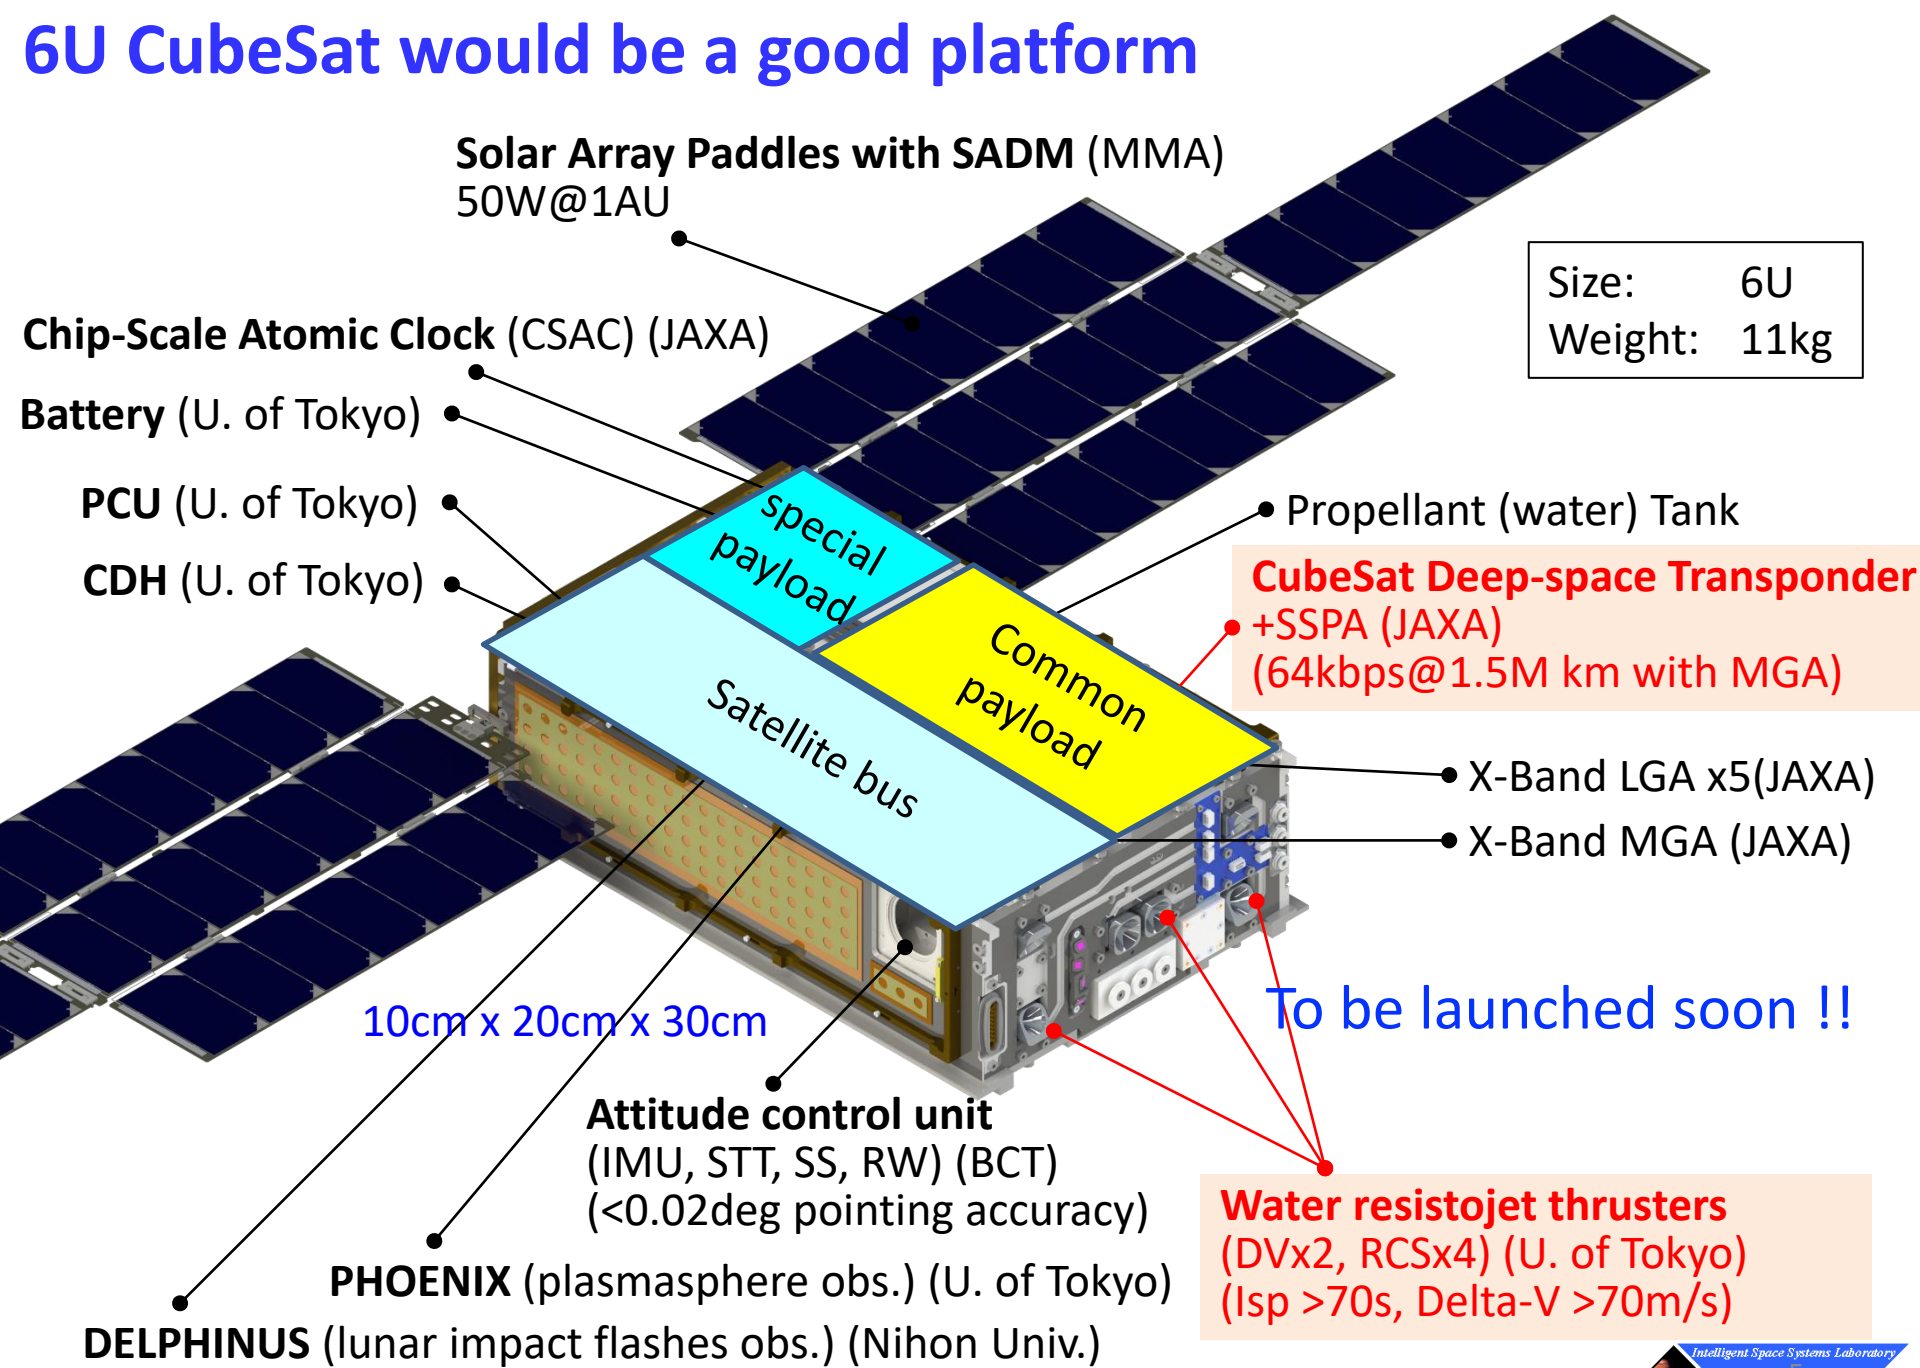 6U CubeSat would be a good platform
Solar Array Paddles with SADM (MMA)
50W@1AU
Size: 6U
Weight: 11kg
Chip-Scale Atomic Clock (CSAC) (JAXA)
Battery (U. of Tokyo)
PCU (U. of Tokyo)
CDH (U. of Tokyo)
special
payload
Common
payload
Satellite bus
Propellant (water) Tank
CubeSat Deep-space Transponder
+SSPA (JAXA)
(64kbps@1.5M km with MGA)
X-Band LGA x5(JAXA)
X-Band MGA (JAXA)
10cm x 20cm x 30cm
To be launched soon !!
Attitude control unit
(IMU, STT, SS, RW) (BCT)
(<0.02deg pointing accuracy)
Water resistojet thrusters
(DVx2, RCSx4) (U. of Tokyo)
(Isp >70s, Delta-V >70m/s)
PHOENIX (plasmasphere obs.) (U. of Tokyo)
DELPHINUS (lunar impact flashes obs.) (Nihon Univ.)
Intelligent Space Systems Laboratory